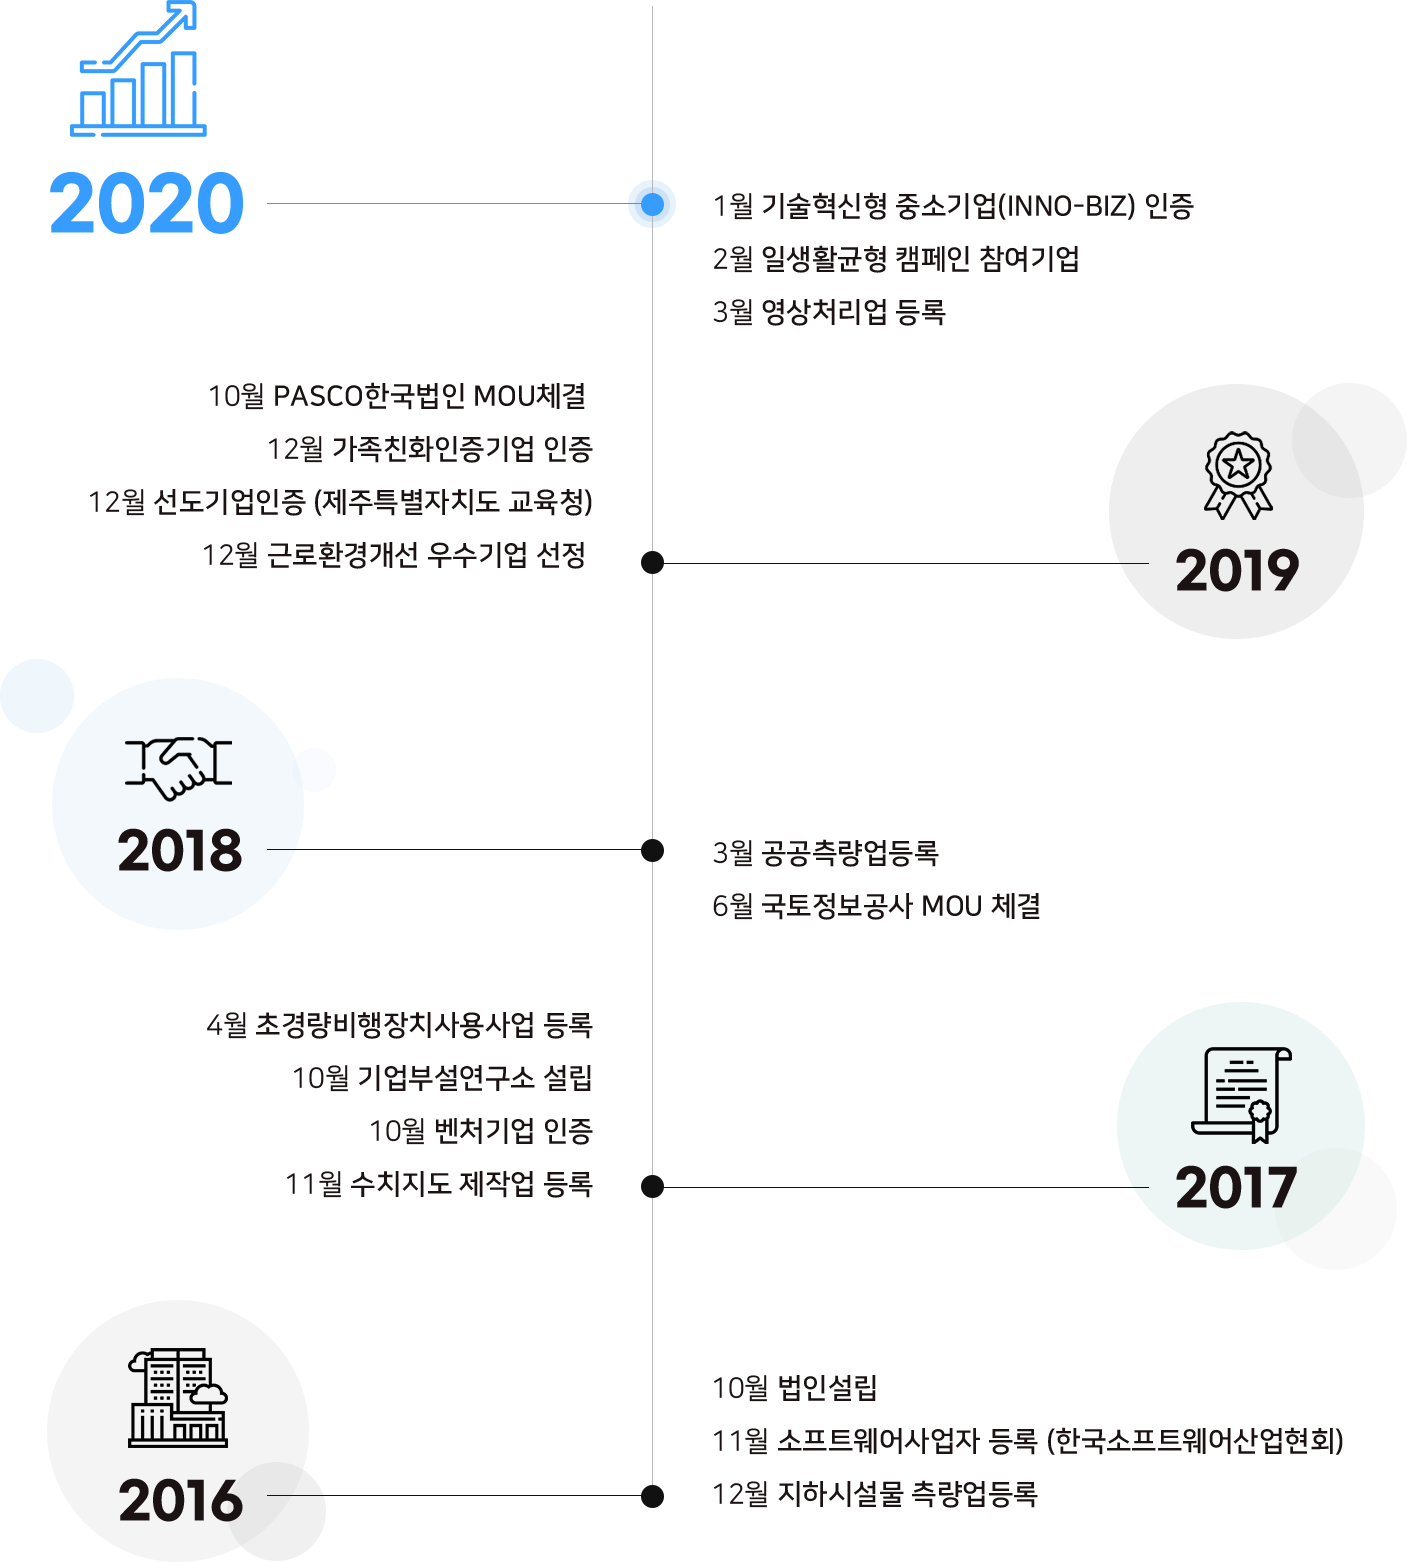 2020
1월 기술혁신형 중소기업(INNO-BIZ) 인증
2월 일생활균형 캠페인 참여기업
3월 영상처리업 등록
10월 PASCO한국법인 MOU체결
12월 가족친화인증기업 인증
12월 선도기업인증 (제주특별자치도 교육청)
12월 근로환경개선 우수기업 선정
2019
2018
3월 공공측량업등록
6월 국토정보공사 MOU 체결
4월 초경량비행장치사용사업 등록
10월 기업부설연구소 설립
10월 벤처기업 인증
11월 수치지도 제작업 등록
2017
2016
10월 법인설립
11월 소프트웨어사업자 등록 (한국소프트웨어산업현회)
12월 지하시설물 측량업등록